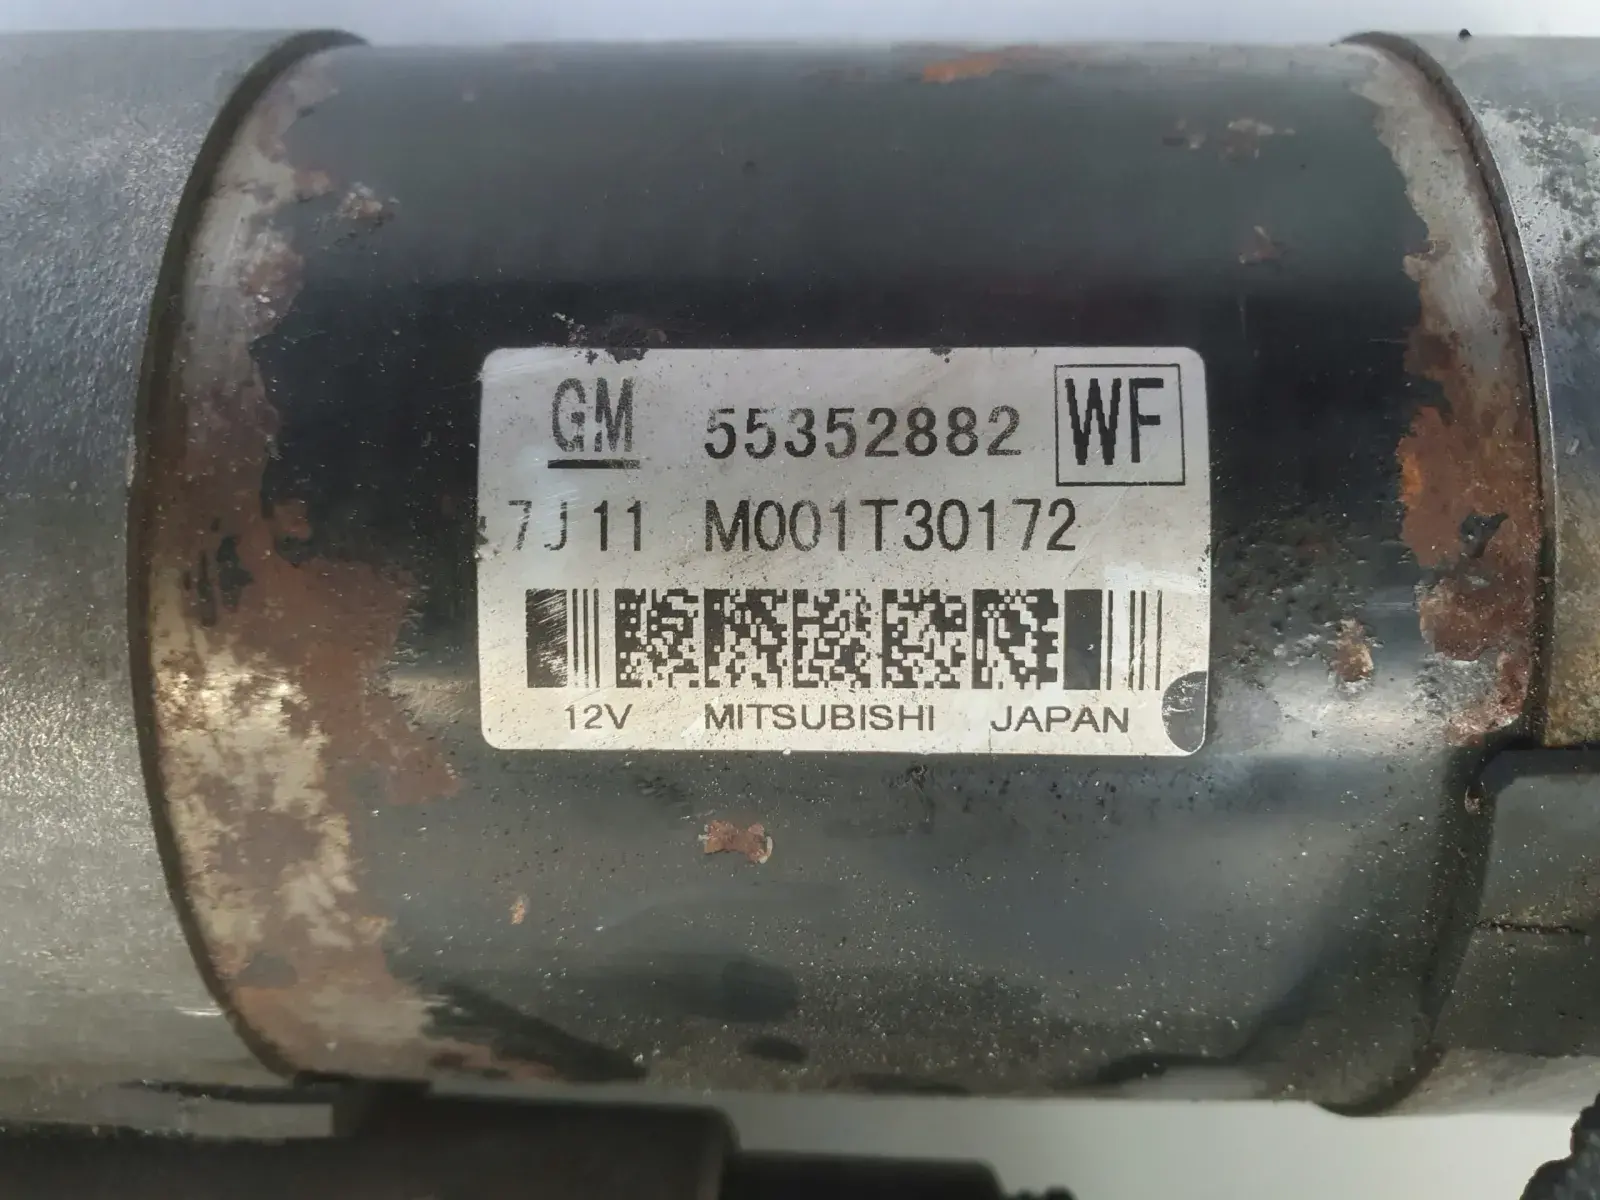 GM 55352882 WF
7J11 M001T30172
12V MITSUBISHI JAPAN